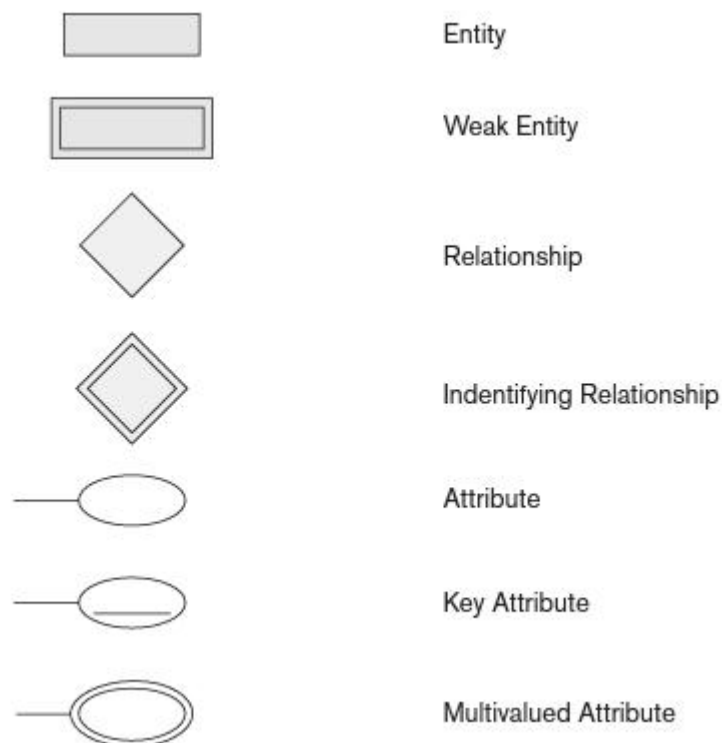 Entity
Weak Entity
Relationship
Indentifying Relationship
Attribute
Key Attribute
Multivalued Attribute